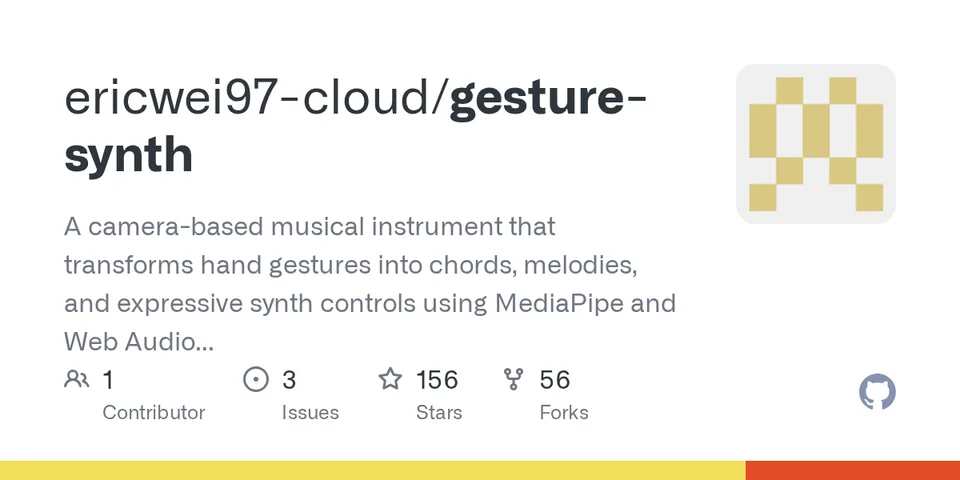 ericwei97-cloud/gesture-
synth
A camera-based musical instrument that
transforms hand gestures into chords, melodies,
and expressive synth controls using MediaPipe and
Web Audio...
1 3 156 56
Contributor Issues Stars Forks